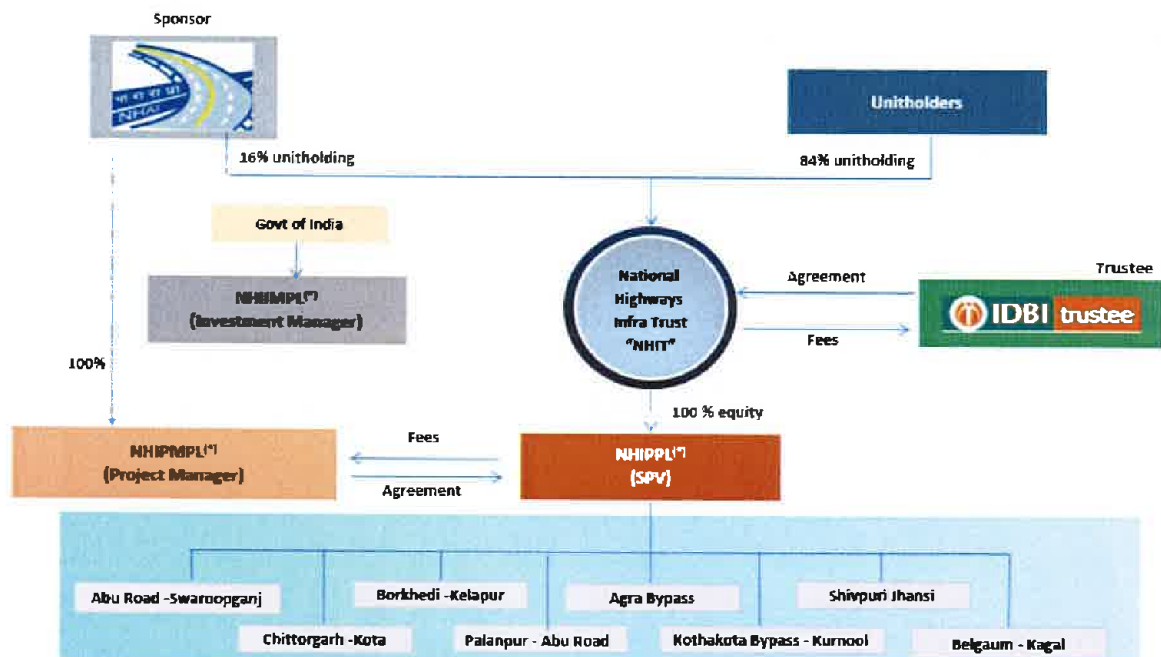 Sponsor
भा रा रा प्रा
NHAI
Unitholders
16% unitholding
84% unitholding
Govt of India
NHIIMPL(*)
(Investment Manager)
National
Highways
Infra Trust
"NHIT"
Agreement
Fees
Trustee
IDBI trustee
100%
100 % equity
NHIPMPL(*)
(Project Manager)
Fees
Agreement
NHIPPL(*)
(SPV)
Abu Road -Swaroopganj
Borkhedi -Kelapur
Agra Bypass
Shivpuri Jhansi
Chittorgarh -Kota
Palanpur - Abu Road
Kothakota Bypass - Kurnool
Belgaum - Kagal